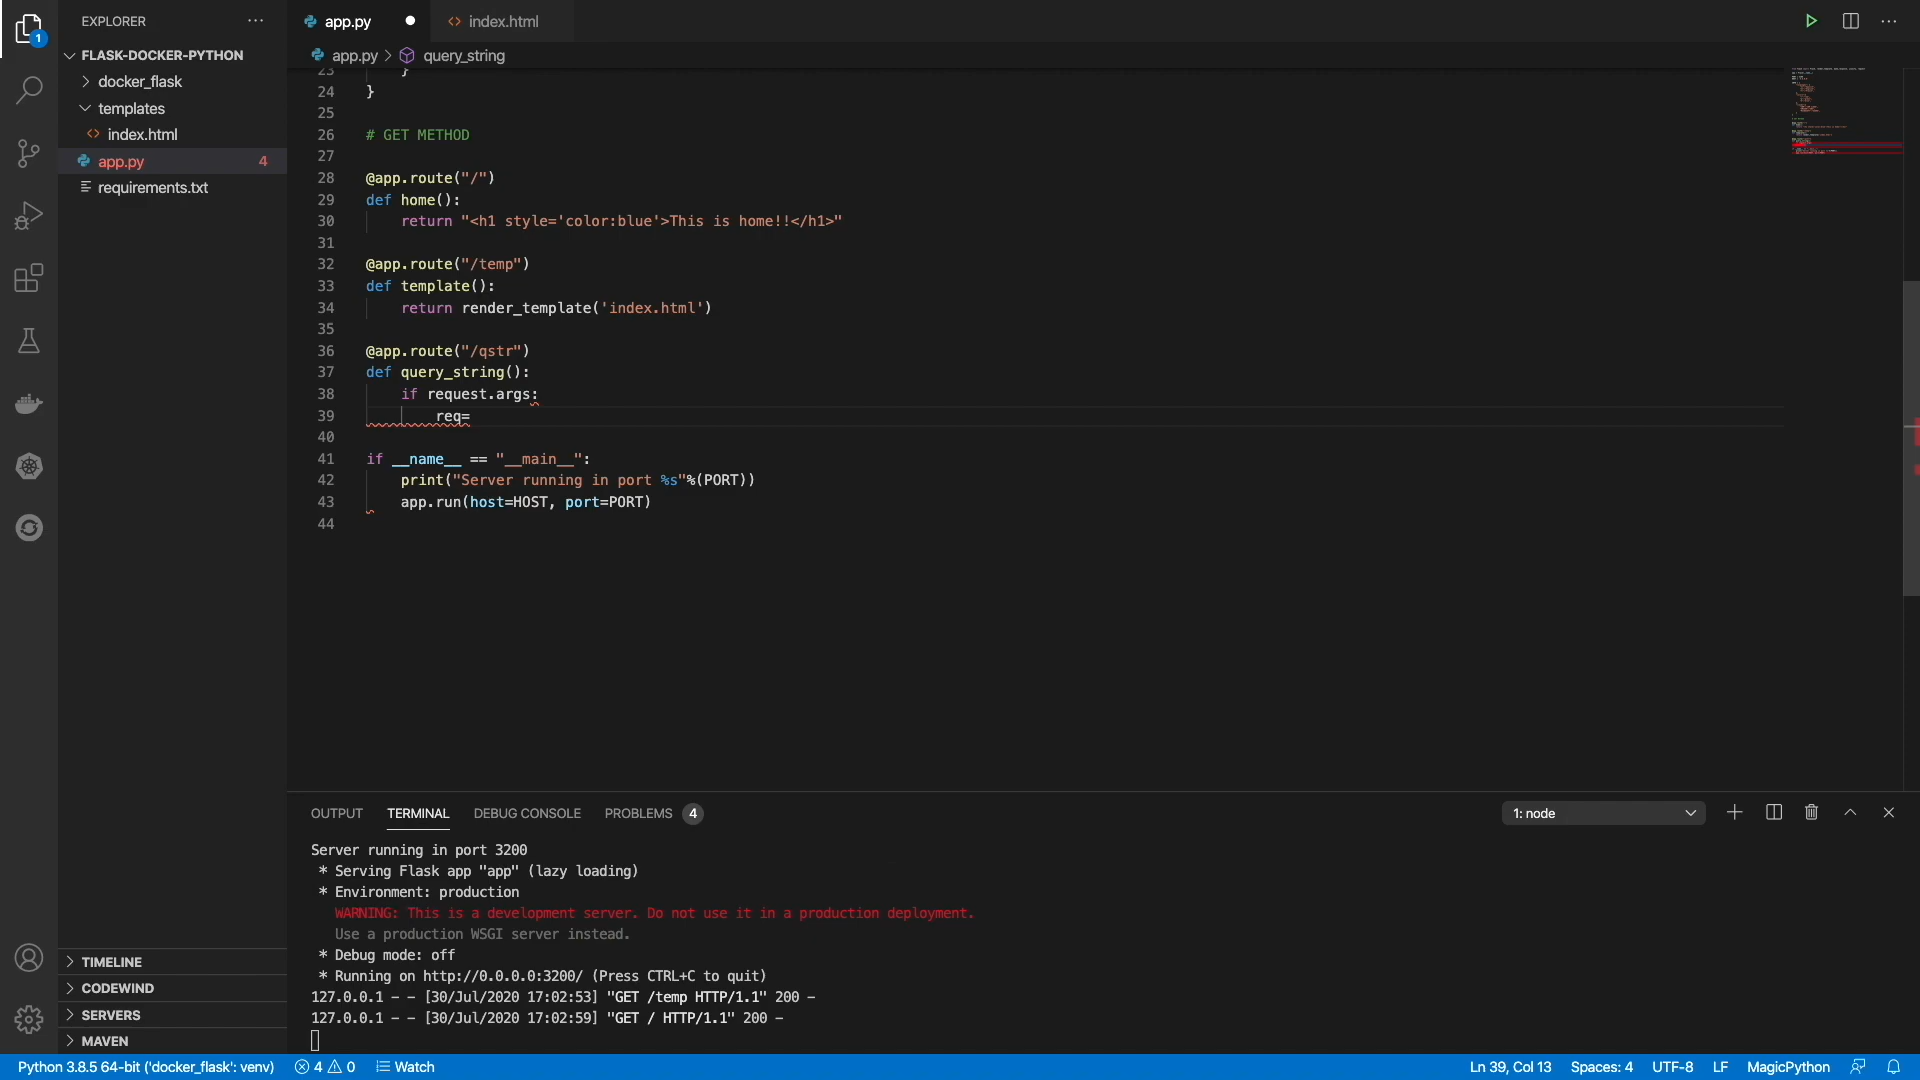 EXPLORER
app.py
index.html
1
FLASK-DOCKER-PYTHON
app.py > query_string
docker_flask
templates
index.html
app.py 4
requirements.txt
23 }
24 }
25
26 # GET METHOD
27
28 @app.route("/")
29 def home():
30 return "<h1 style='color:blue'>This is home!!</h1>"
31
32 @app.route("/temp")
33 def template():
34 return render_template('index.html')
35
36 @app.route("/qstr")
37 def query_string():
38 if request.args:
39 req=
40
41 if __name__ == "__main__":
42 print("Server running in port %s"%(PORT))
43 app.run(host=HOST, port=PORT)
44
OUTPUT TERMINAL DEBUG CONSOLE PROBLEMS 4
1: node
Server running in port 3200
* Serving Flask app "app" (lazy loading)
* Environment: production
WARNING: This is a development server. Do not use it in a production deployment.
Use a production WSGI server instead.
* Debug mode: off
* Running on http://0.0.0.0:3200/ (Press CTRL+C to quit)
127.0.0.1 - - [30/Jul/2020 17:02:53] "GET /temp HTTP/1.1" 200 -
127.0.0.1 - - [30/Jul/2020 17:02:59] "GET / HTTP/1.1" 200 -
TIMELINE
CODEWIND
SERVERS
MAVEN
Python 3.8.5 64-bit ('docker_flask': venv) 4 0 Watch
Ln 39, Col 13 Spaces: 4 UTF-8 LF MagicPython